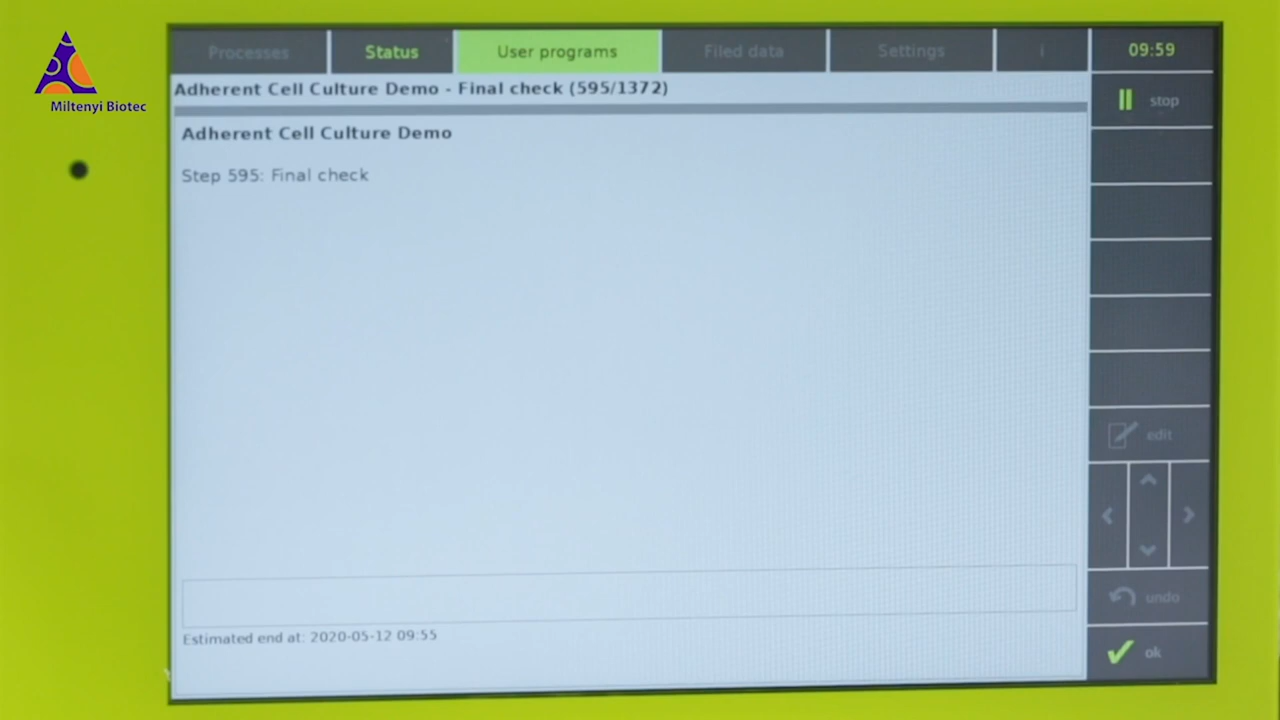 Miltenyi Biotec
Processes
Status
User programs
Filed data
Settings
i
09:59
Adherent Cell Culture Demo - Final check (595/1372)
stop
Adherent Cell Culture Demo
Step 595: Final check
edit
undo
Estimated end at: 2020-05-12 09:55
ok